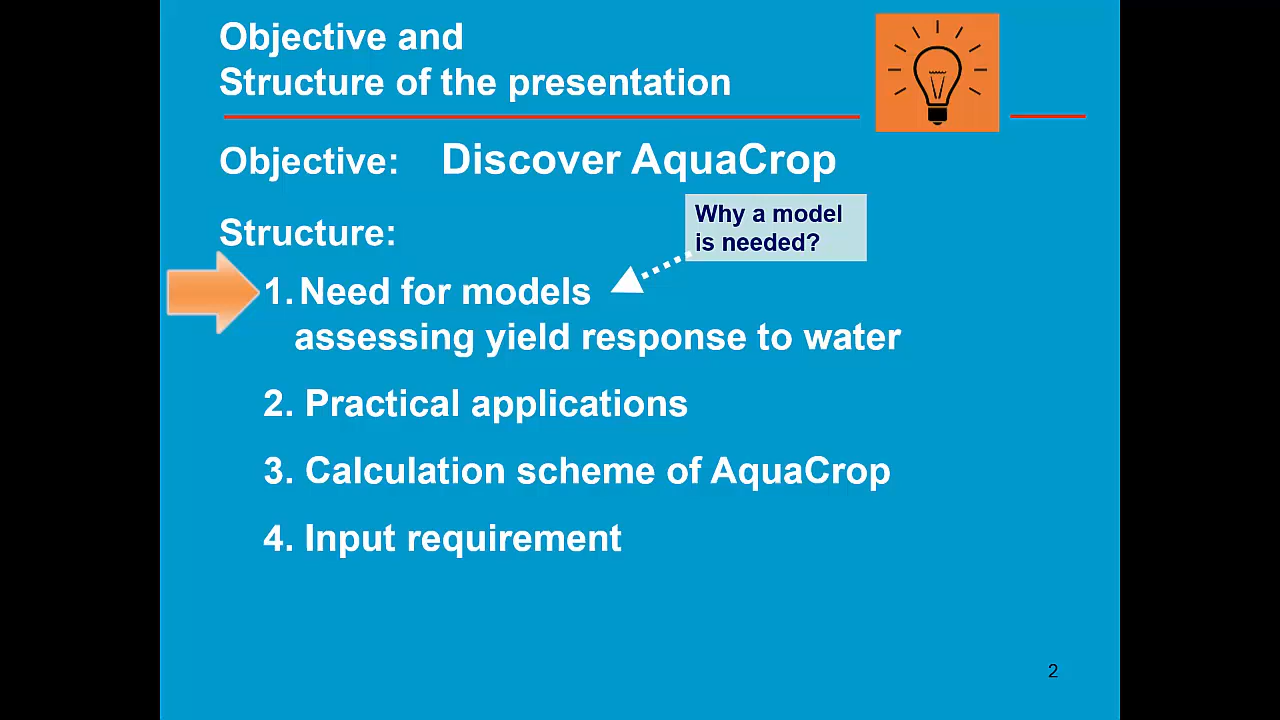 Objective and
Structure of the presentation
Objective: Discover AquaCrop
Why a model
is needed?
Structure:
1. Need for models
assessing yield response to water
2. Practical applications
3. Calculation scheme of AquaCrop
4. Input requirement
2